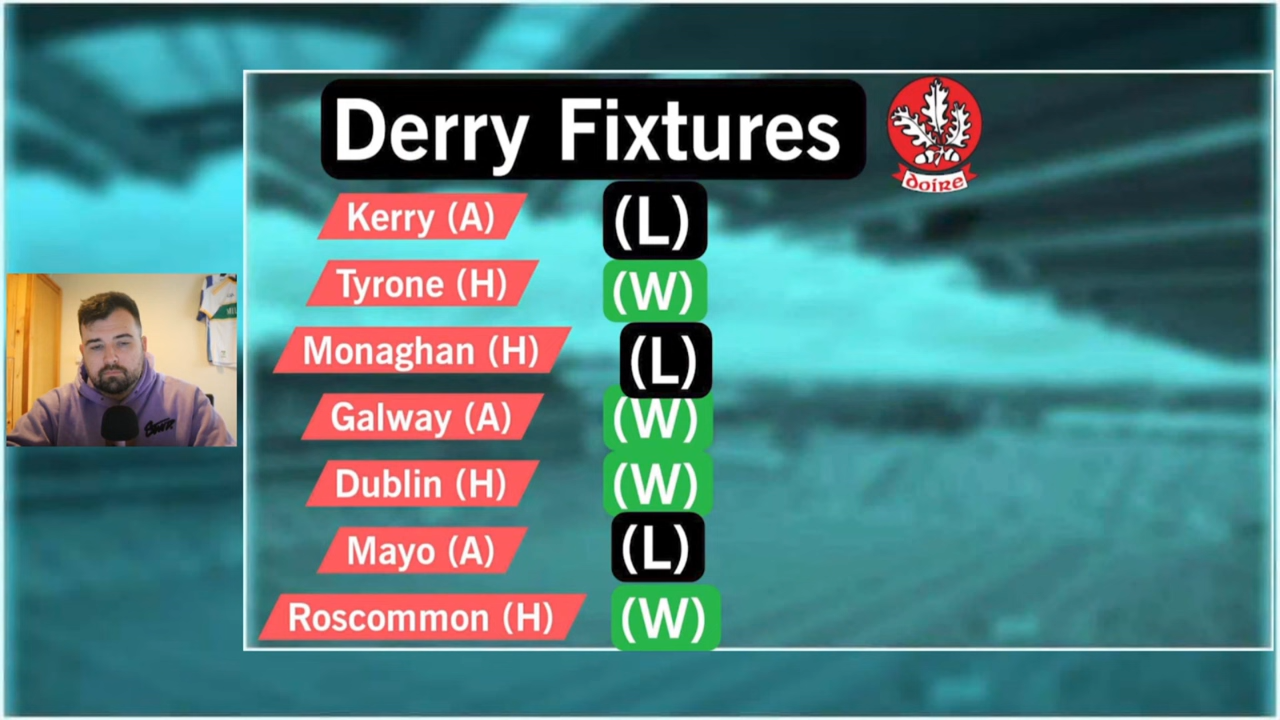 Derry Fixtures
doire
Kerry (A) (L)
Tyrone (H) (W)
Monaghan (H) (L)
Galway (A) (W)
Dublin (H) (W)
Mayo (A) (L)
Roscommon (H) (W)